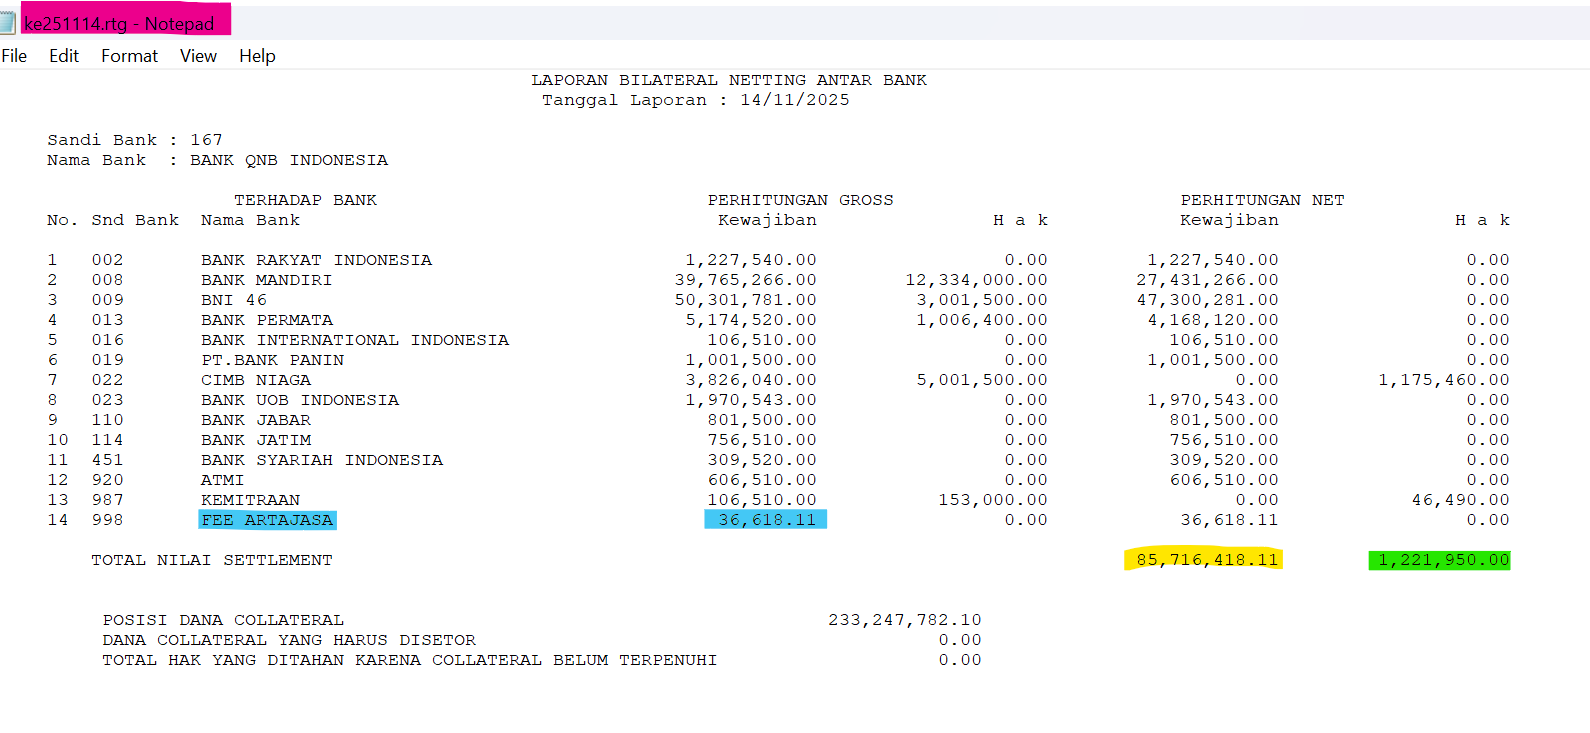 ke251114.rtg - Notepad
File Edit Format View Help
LAPORAN BILATERAL NETTING ANTAR BANK
Tanggal Laporan : 14/11/2025
Sandi Bank : 167
Nama Bank : BANK QNB INDONESIA
TERHADAP BANK PERHITUNGAN GROSS PERHITUNGAN NET
No. Snd Bank Nama Bank Kewajiban H a k Kewajiban H a k
1 002 BANK RAKYAT INDONESIA 1,227,540.00 0.00 1,227,540.00 0.00
2 008 BANK MANDIRI 39,765,266.00 12,334,000.00 27,431,266.00 0.00
3 009 BNI 46 50,301,781.00 3,001,500.00 47,300,281.00 0.00
4 013 BANK PERMATA 5,174,520.00 1,006,400.00 4,168,120.00 0.00
5 016 BANK INTERNATIONAL INDONESIA 106,510.00 0.00 106,510.00 0.00
6 019 PT.BANK PANIN 1,001,500.00 0.00 1,001,500.00 0.00
7 022 CIMB NIAGA 3,826,040.00 5,001,500.00 0.00 1,175,460.00
8 023 BANK UOB INDONESIA 1,970,543.00 0.00 1,970,543.00 0.00
9 110 BANK JABAR 801,500.00 0.00 801,500.00 0.00
10 114 BANK JATIM 756,510.00 0.00 756,510.00 0.00
11 451 BANK SYARIAH INDONESIA 309,520.00 0.00 309,520.00 0.00
12 920 ATMI 606,510.00 0.00 606,510.00 0.00
13 987 KEMITRAAN 106,510.00 153,000.00 0.00 46,490.00
14 998 FEE ARTAJASA 36,618.11 0.00 36,618.11 0.00
TOTAL NILAI SETTLEMENT 85,716,418.11 1,221,950.00
POSISI DANA COLLATERAL 233,247,782.10
DANA COLLATERAL YANG HARUS DISETOR 0.00
TOTAL HAK YANG DITAHAN KARENA COLLATERAL BELUM TERPENUHI 0.00